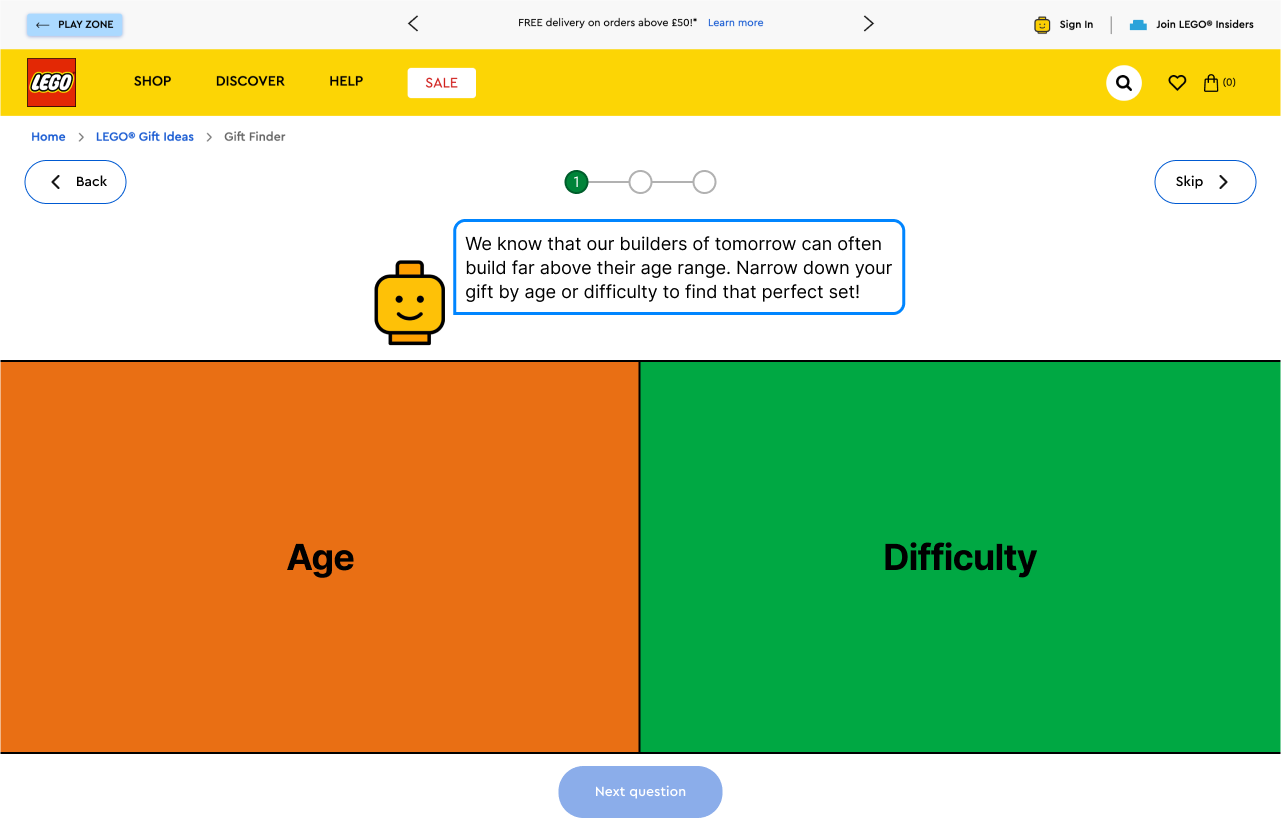 PLAY ZONE
FREE delivery on orders above £50!* Learn more
Sign In
Join LEGO® Insiders
LEGO
SHOP
DISCOVER
HELP
SALE
(0)
Home
LEGO® Gift Ideas
Gift Finder
Back
1
Skip
We know that our builders of tomorrow can often
build far above their age range. Narrow down your
gift by age or difficulty to find that perfect set!
Age
Difficulty
Next question